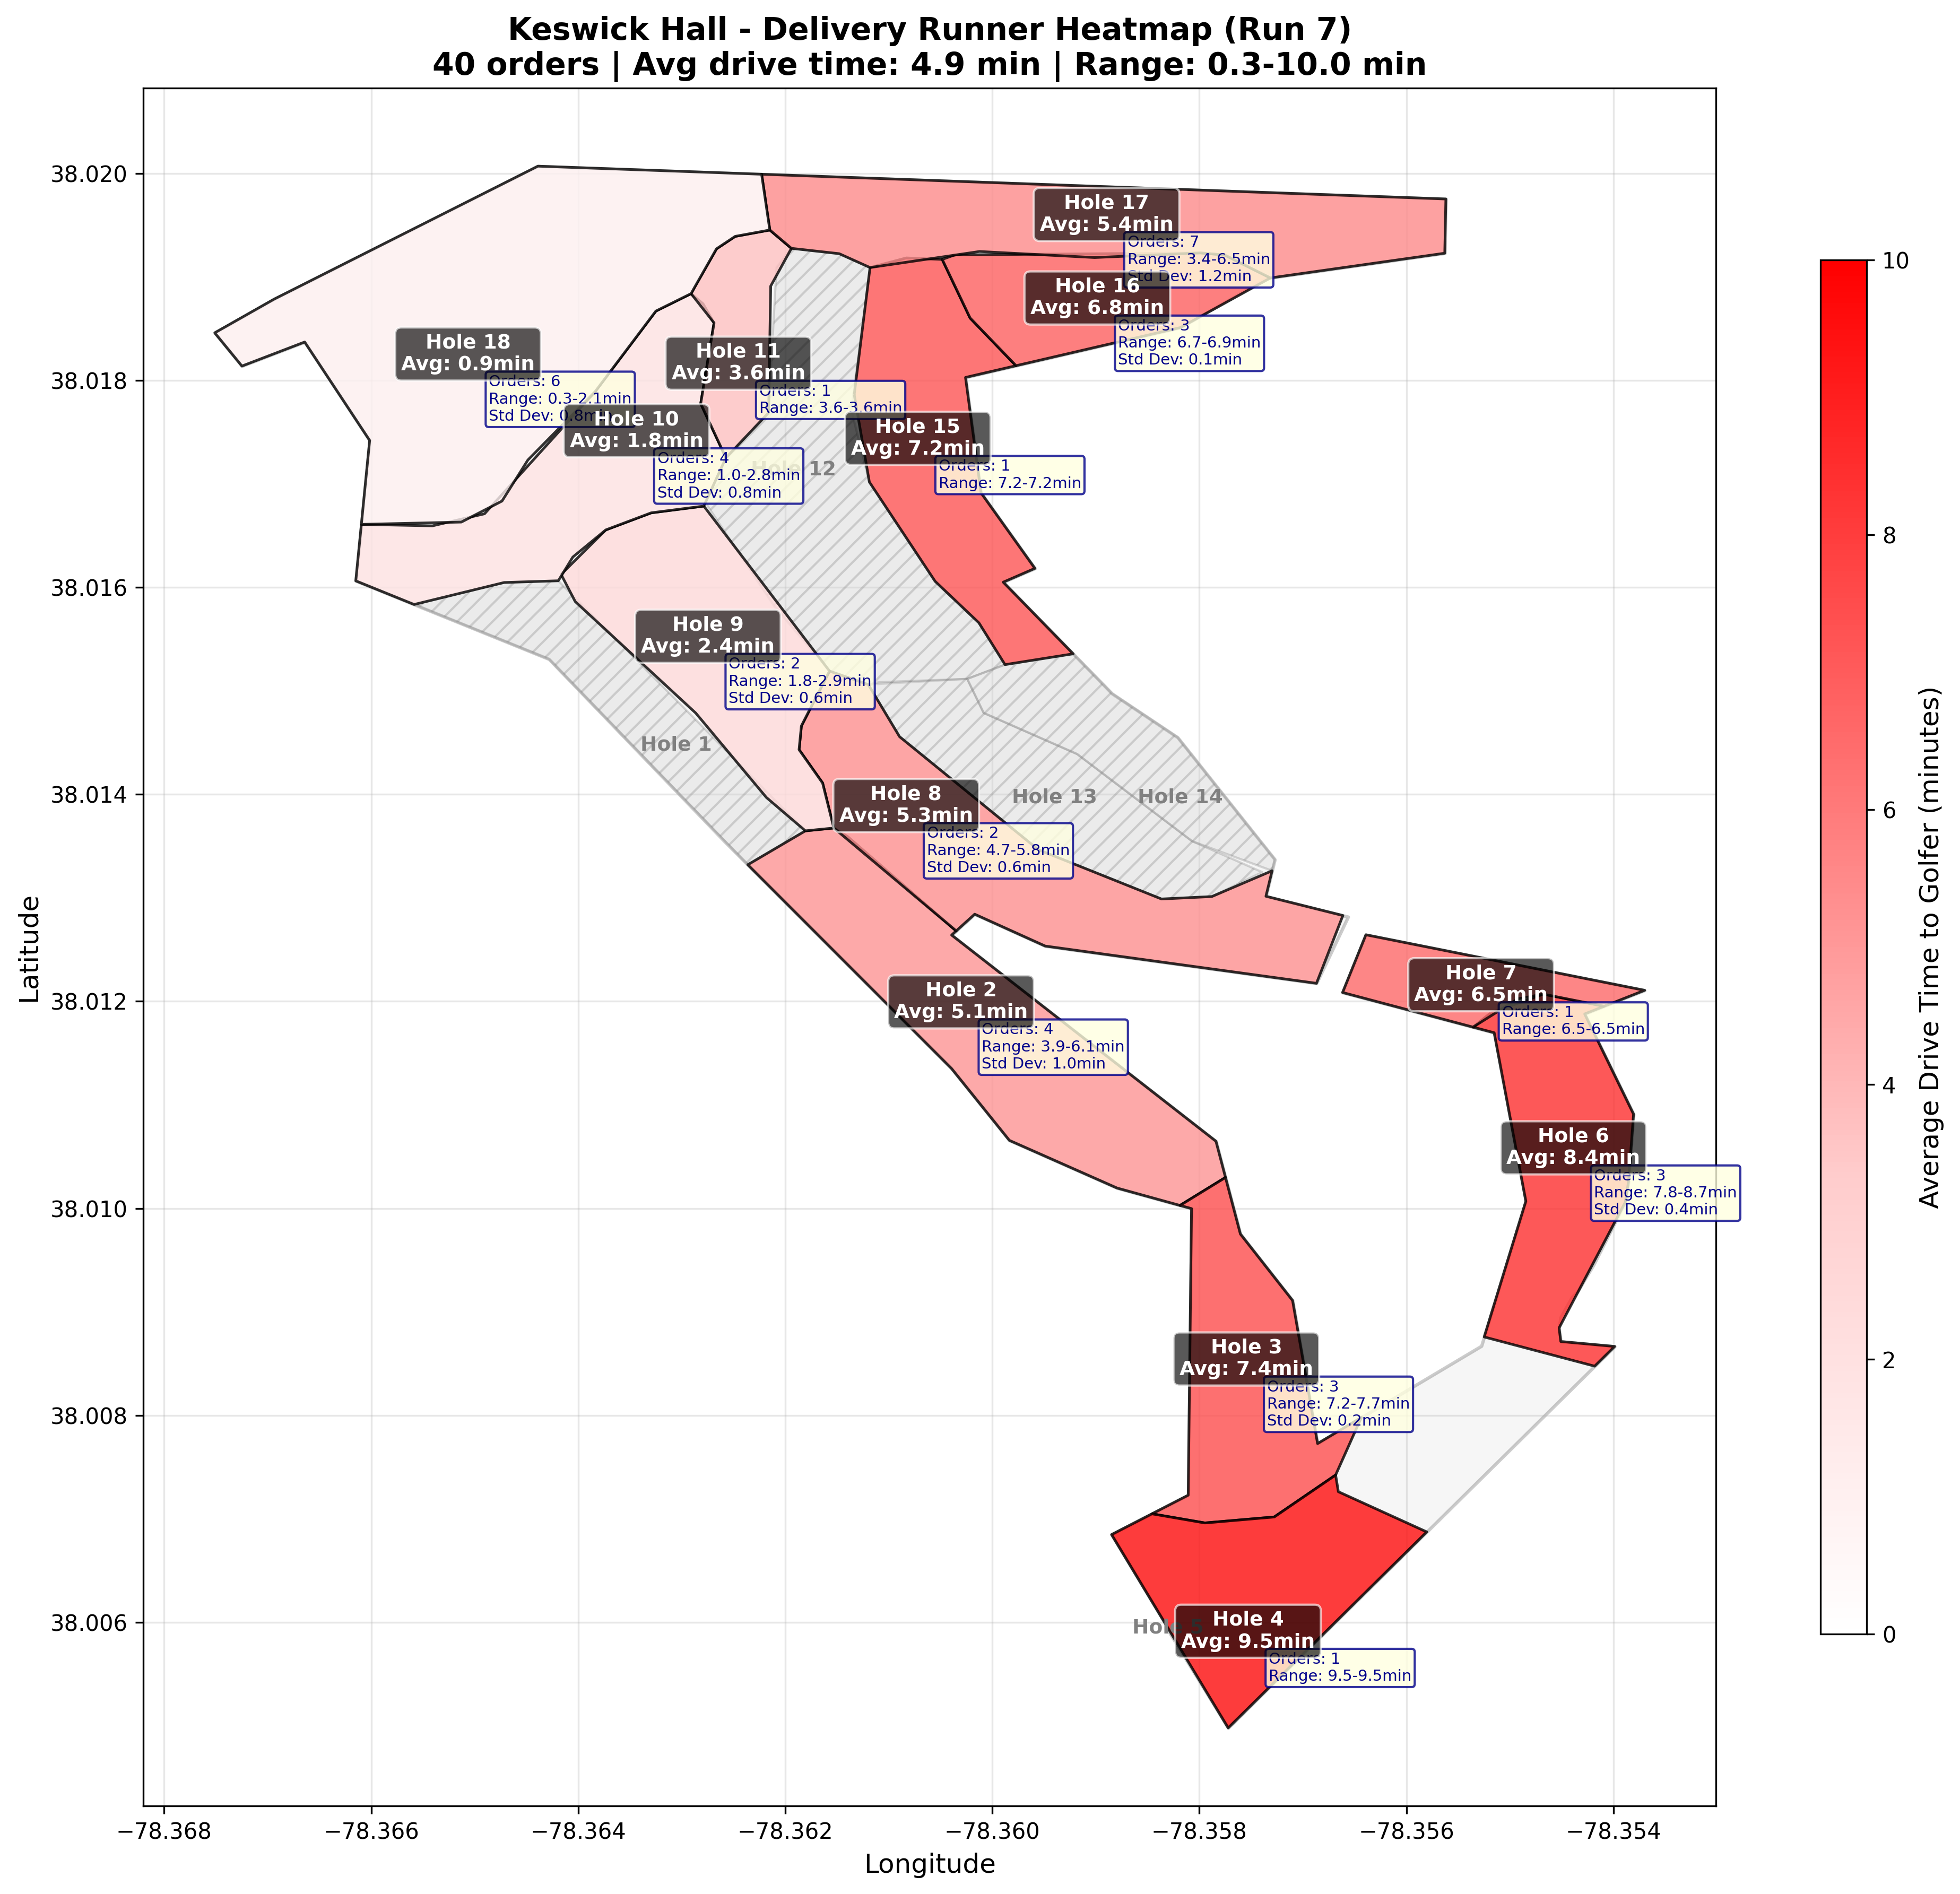 Keswick Hall - Delivery Runner Heatmap (Run 7)
40 orders | Avg drive time: 4.9 min | Range: 0.3-10.0 min
Latitude
38.020
38.018
38.016
38.014
38.012
38.010
38.008
38.006
Hole 17
Avg: 5.4min
Orders: 7
Range: 3.4-6.5min
Std Dev: 1.2min
Hole 16
Avg: 6.8min
Orders: 3
Range: 6.7-6.9min
Std Dev: 0.1min
Hole 18
Avg: 0.9min
Orders: 6
Range: 0.3-2.1min
Std Dev: 0.8min
Hole 11
Avg: 3.6min
Orders: 1
Range: 3.6-3.6min
Hole 10
Avg: 1.8min
Orders: 4
Range: 1.0-2.8min
Std Dev: 0.8min
Hole 12
Hole 15
Avg: 7.2min
Orders: 1
Range: 7.2-7.2min
Hole 9
Avg: 2.4min
Orders: 2
Range: 1.8-2.9min
Std Dev: 0.6min
Hole 1
Hole 8
Avg: 5.3min
Orders: 2
Range: 4.7-5.8min
Std Dev: 0.6min
Hole 13
Hole 14
Hole 2
Avg: 5.1min
Orders: 4
Range: 3.9-6.1min
Std Dev: 1.0min
Hole 7
Avg: 6.5min
Orders: 1
Range: 6.5-6.5min
Hole 6
Avg: 8.4min
Orders: 3
Range: 7.8-8.7min
Std Dev: 0.4min
Hole 3
Avg: 7.4min
Orders: 3
Range: 7.2-7.7min
Std Dev: 0.2min
Hole 5
Hole 4
Avg: 9.5min
Orders: 1
Range: 9.5-9.5min
−78.368
−78.366
−78.364
−78.362
−78.360
−78.358
−78.356
−78.354
Longitude
10
8
6
4
2
0
Average Drive Time to Golfer (minutes)